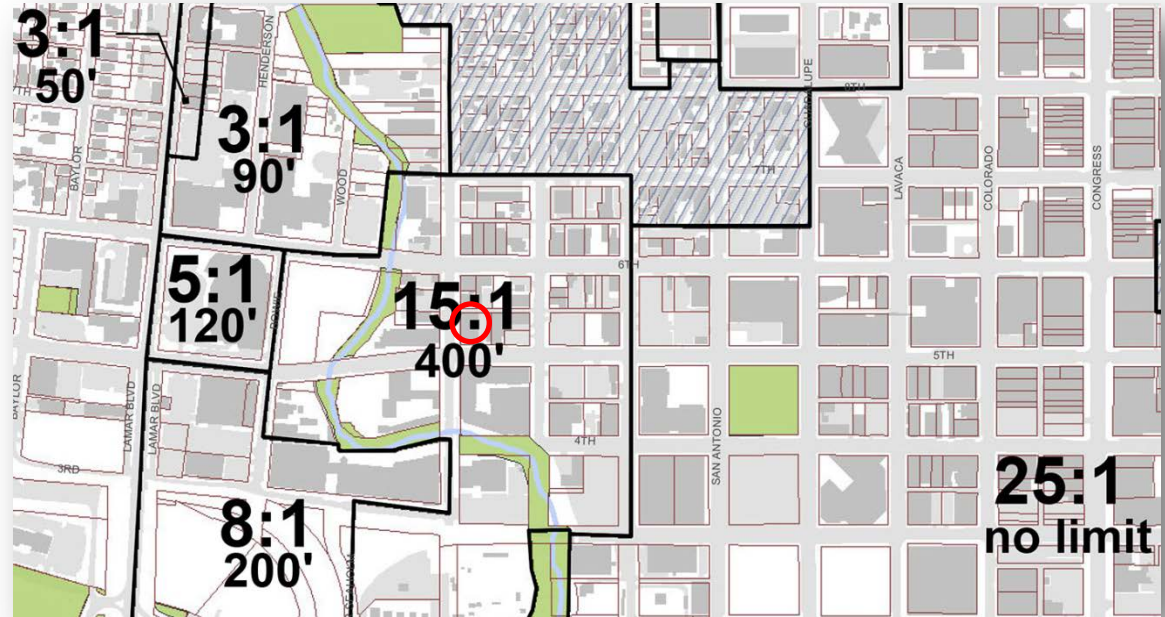 3:1
50'
HENDERSON
3:1
90'
BAYLOR
WOOD
8TH
7TH
LAVACA
COLORADO
CONGRESS
6TH
5:1
120'
15:1
400'
5TH
BAYLOR
LAMAR BLVD
LAMAR BLVD
SAN ANTONIO
4TH
3RD
8:1
200'
25:1
no limit